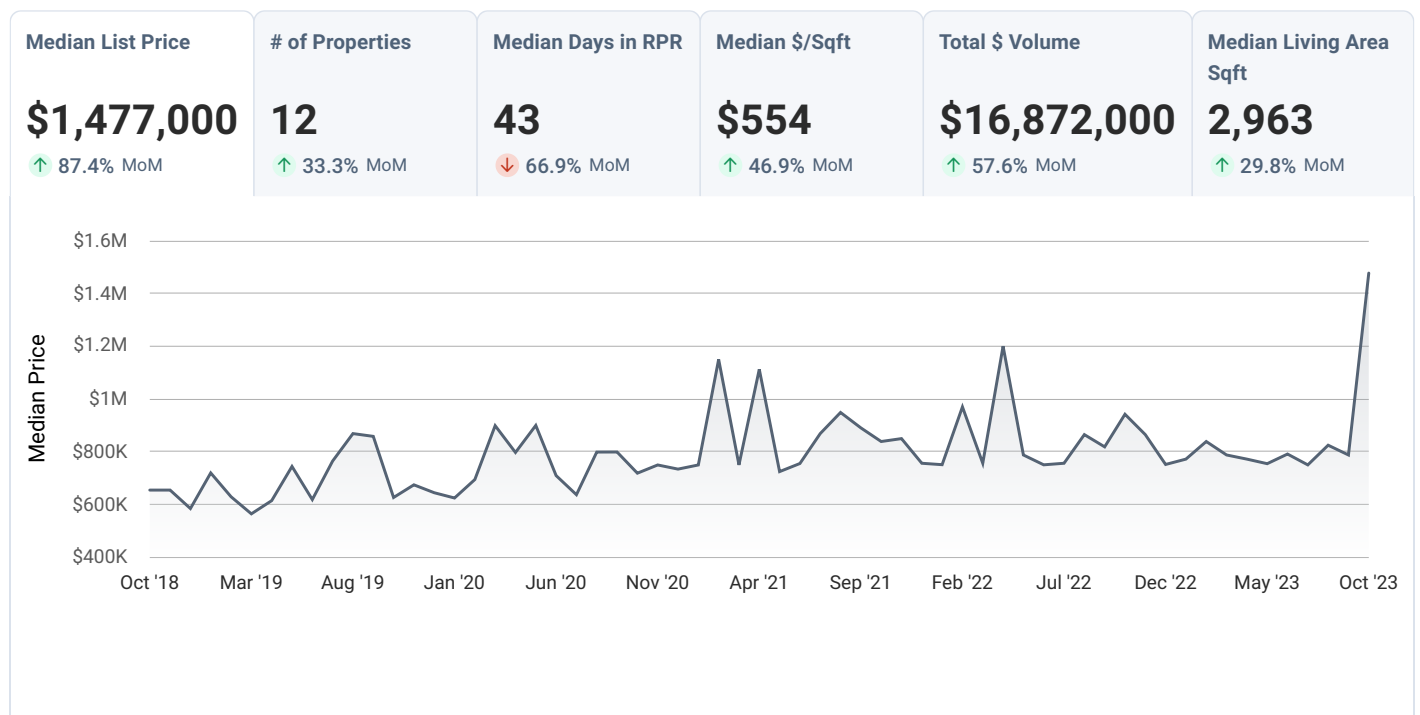 Median List Price
$1,477,000
87.4% MoM
# of Properties
12
33.3% MoM
Median Days in RPR
43
66.9% MoM
Median $/Sqft
$554
46.9% MoM
Total $ Volume
$16,872,000
57.6% MoM
Median Living Area
Sqft
2,963
29.8% MoM
Median Price
$1.6M
$1.4M
$1.2M
$1M
$800K
$600K
$400K
Oct '18 Mar '19 Aug '19 Jan '20 Jun '20 Nov '20 Apr '21 Sep '21 Feb '22 Jul '22 Dec '22 May '23 Oct '23